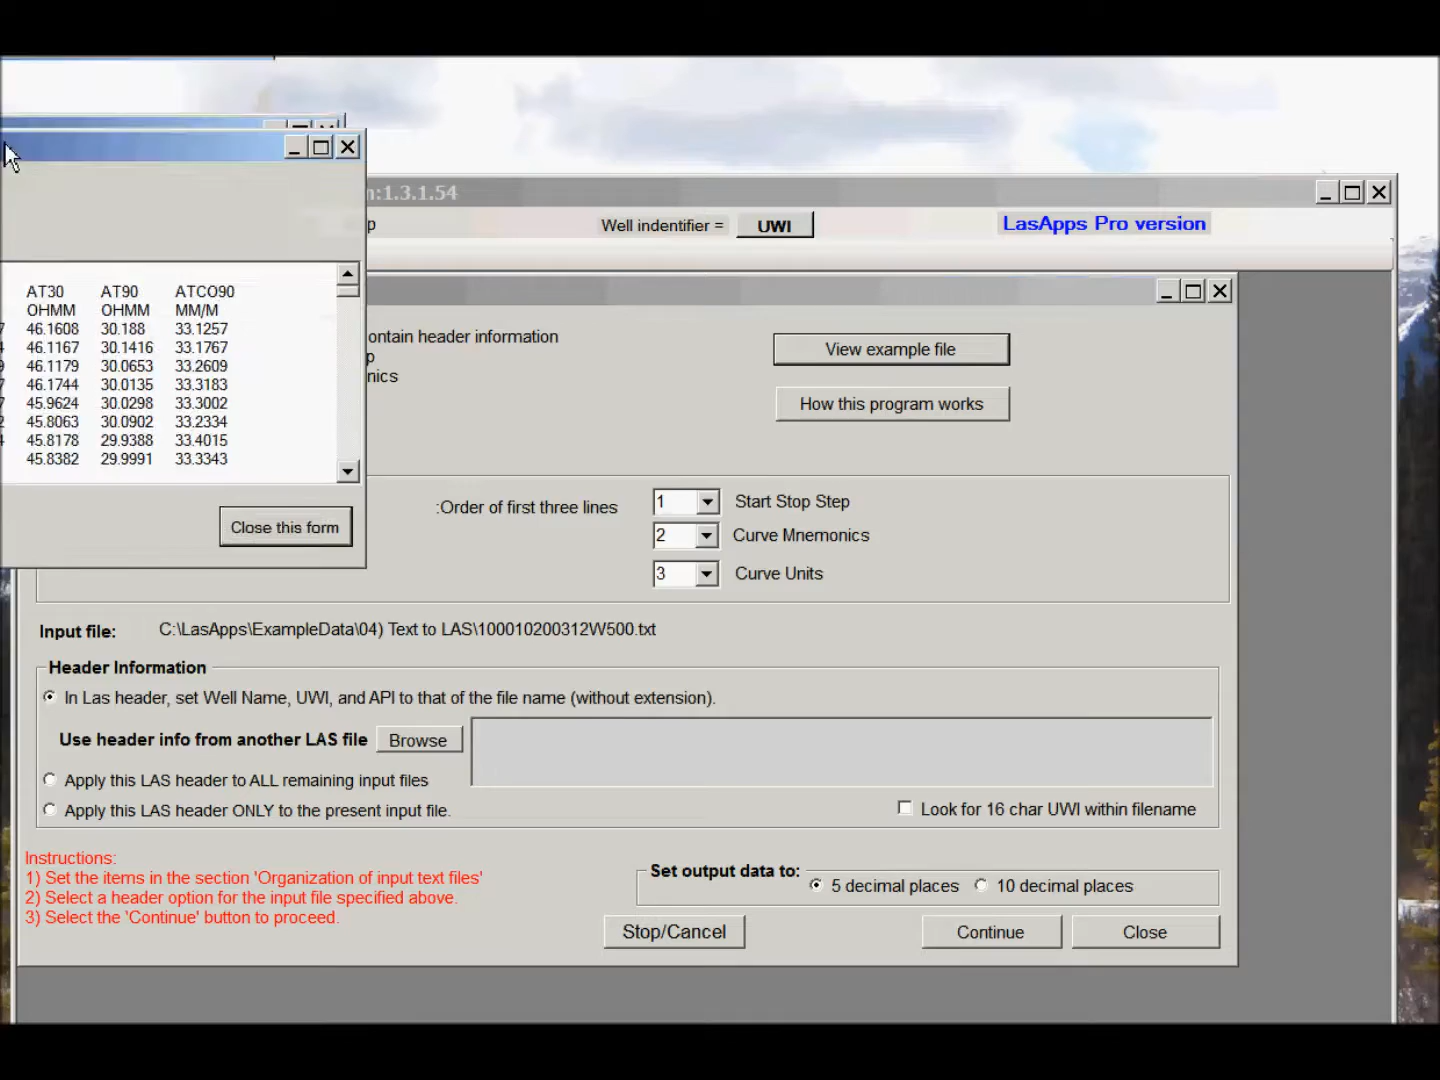 n:1.3.1.54
p Well indentifier = UWI LasApps Pro version
AT30 AT90 ATCO90
OHMM OHMM MM/M
7 46.1608 30.188 33.1257
4 46.1167 30.1416 33.1767
9 46.1179 30.0653 33.2609
7 46.1744 30.0135 33.3183
7 45.9624 30.0298 33.3002
2 45.8063 30.0902 33.2334
4 45.8178 29.9388 33.4015
45.8382 29.9991 33.3343
Close this form
ontain header information
p
nics
View example file
How this program works
:Order of first three lines
1 Start Stop Step
2 Curve Mnemonics
3 Curve Units
Input file: C:\LasApps\ExampleData\04) Text to LAS\100010200312W500.txt
Header Information
In Las header, set Well Name, UWI, and API to that of the file name (without extension).
Use header info from another LAS file Browse
Apply this LAS header to ALL remaining input files
Apply this LAS header ONLY to the present input file.
Look for 16 char UWI within filename
Instructions:
1) Set the items in the section 'Organization of input text files'
2) Select a header option for the input file specified above.
3) Select the 'Continue' button to proceed.
Set output data to:
5 decimal places 10 decimal places
Stop/Cancel Continue Close